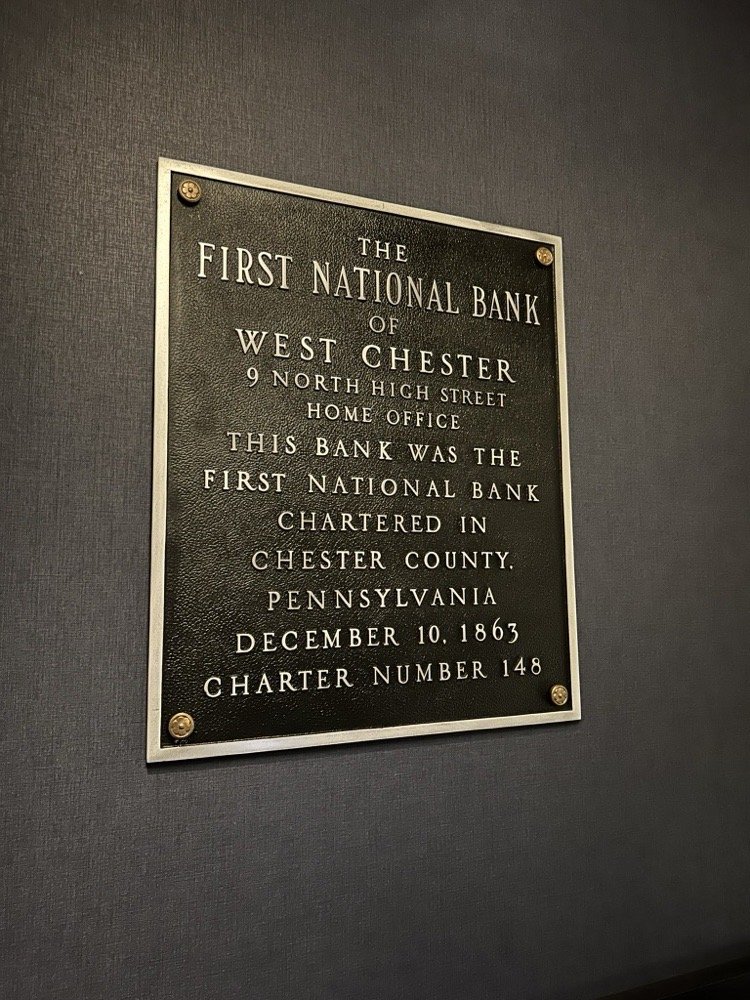 THE
FIRST NATIONAL BANK
OF
WEST CHESTER
9 NORTH HIGH STREET
HOME OFFICE
THIS BANK WAS THE
FIRST NATIONAL BANK
CHARTERED IN
CHESTER COUNTY,
PENNSYLVANIA
DECEMBER 10, 1863
CHARTER NUMBER 148